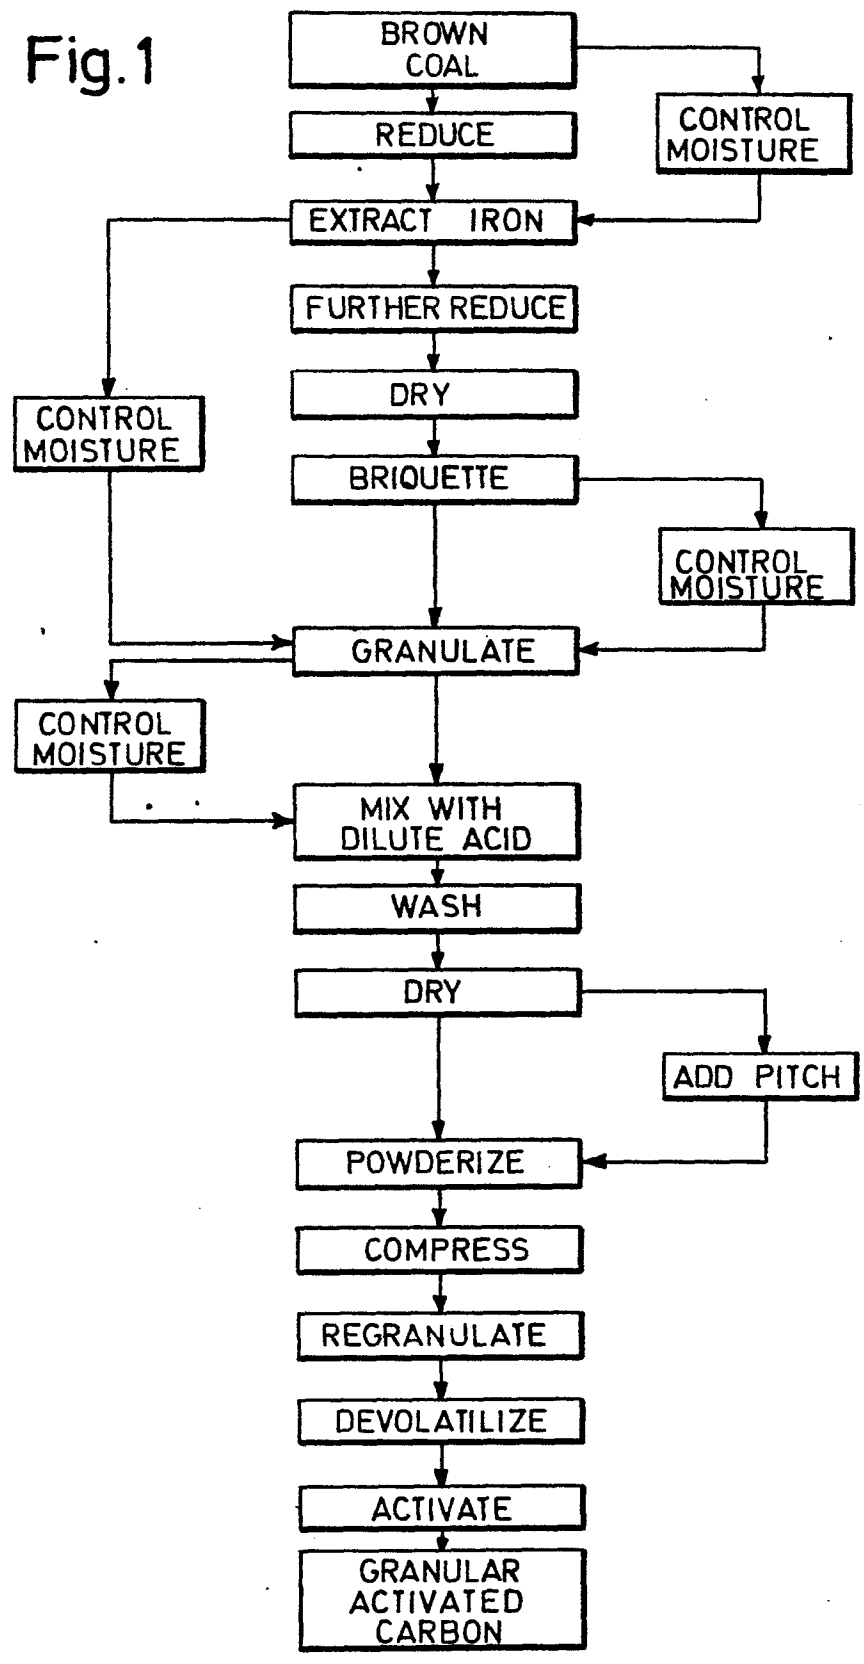 Fig.1
BROWN
COAL
CONTROL
MOISTURE
REDUCE
EXTRACT IRON
FURTHER REDUCE
DRY
CONTROL
MOISTURE
BRIQUETTE
CONTROL
MOISTURE
GRANULATE
CONTROL
MOISTURE
MIX WITH
DILUTE ACID
WASH
DRY
ADD PITCH
POWDERIZE
COMPRESS
REGRANULATE
DEVOLATILIZE
ACTIVATE
GRANULAR
ACTIVATED
CARBON